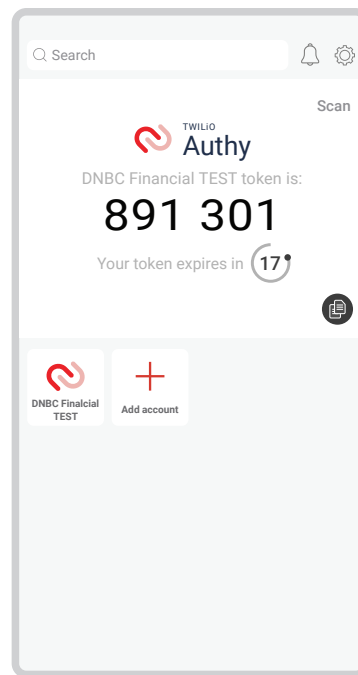 Search
Scan
TWILIO
Authy
DNBC Financial TEST token is:
891 301
Your token expires in 17
DNBC Finalcial
TEST
Add account